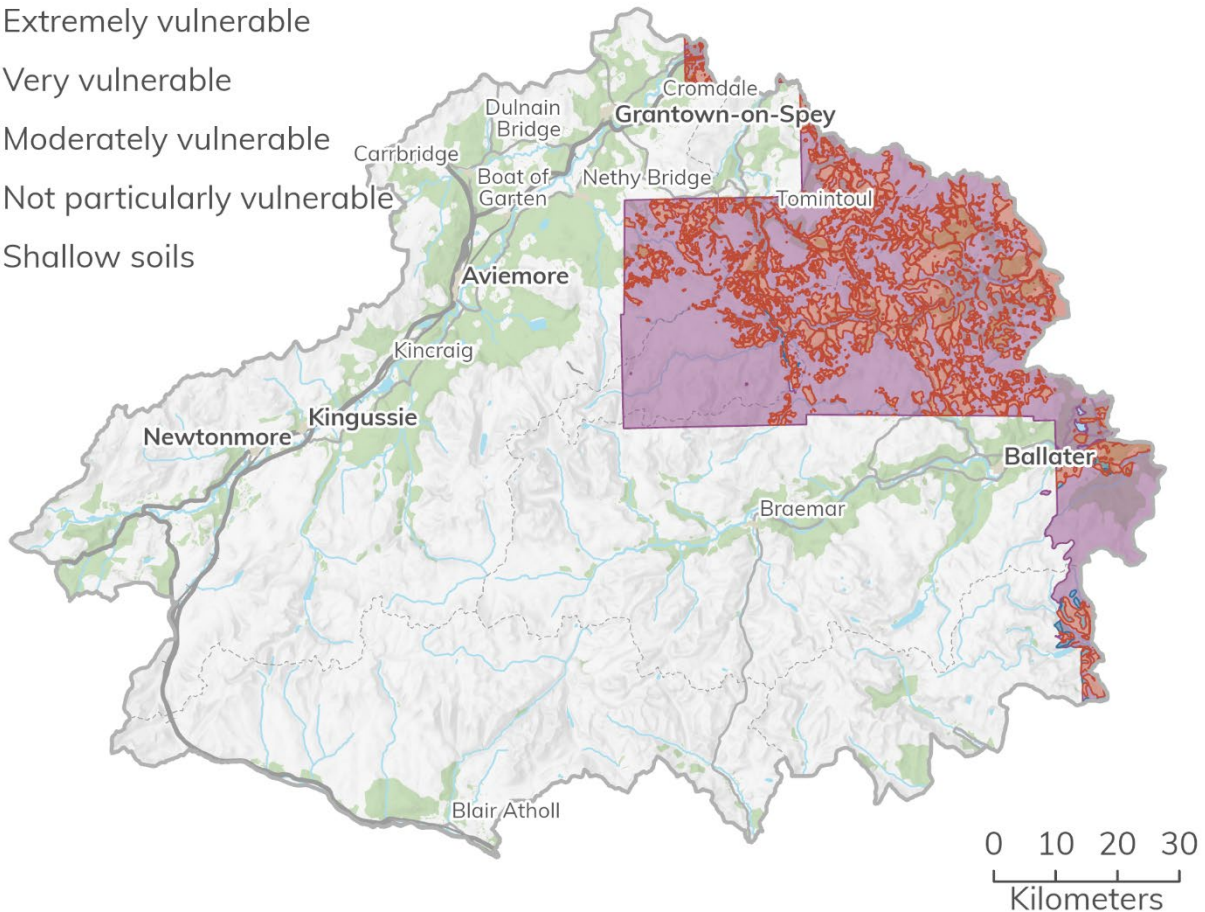 Extremely vulnerable
Very vulnerable
Moderately vulnerable
Not particularly vulnerable
Shallow soils
Cromdale
Grantown-on-Spey
Dulnain
Bridge
Carrbridge
Boat of
Garten
Nethy Bridge
Tomintoul
Aviemore
Kincraig
Kingussie
Newtonmore
Ballater
Braemar
Blair Atholl
0 10 20 30
Kilometers